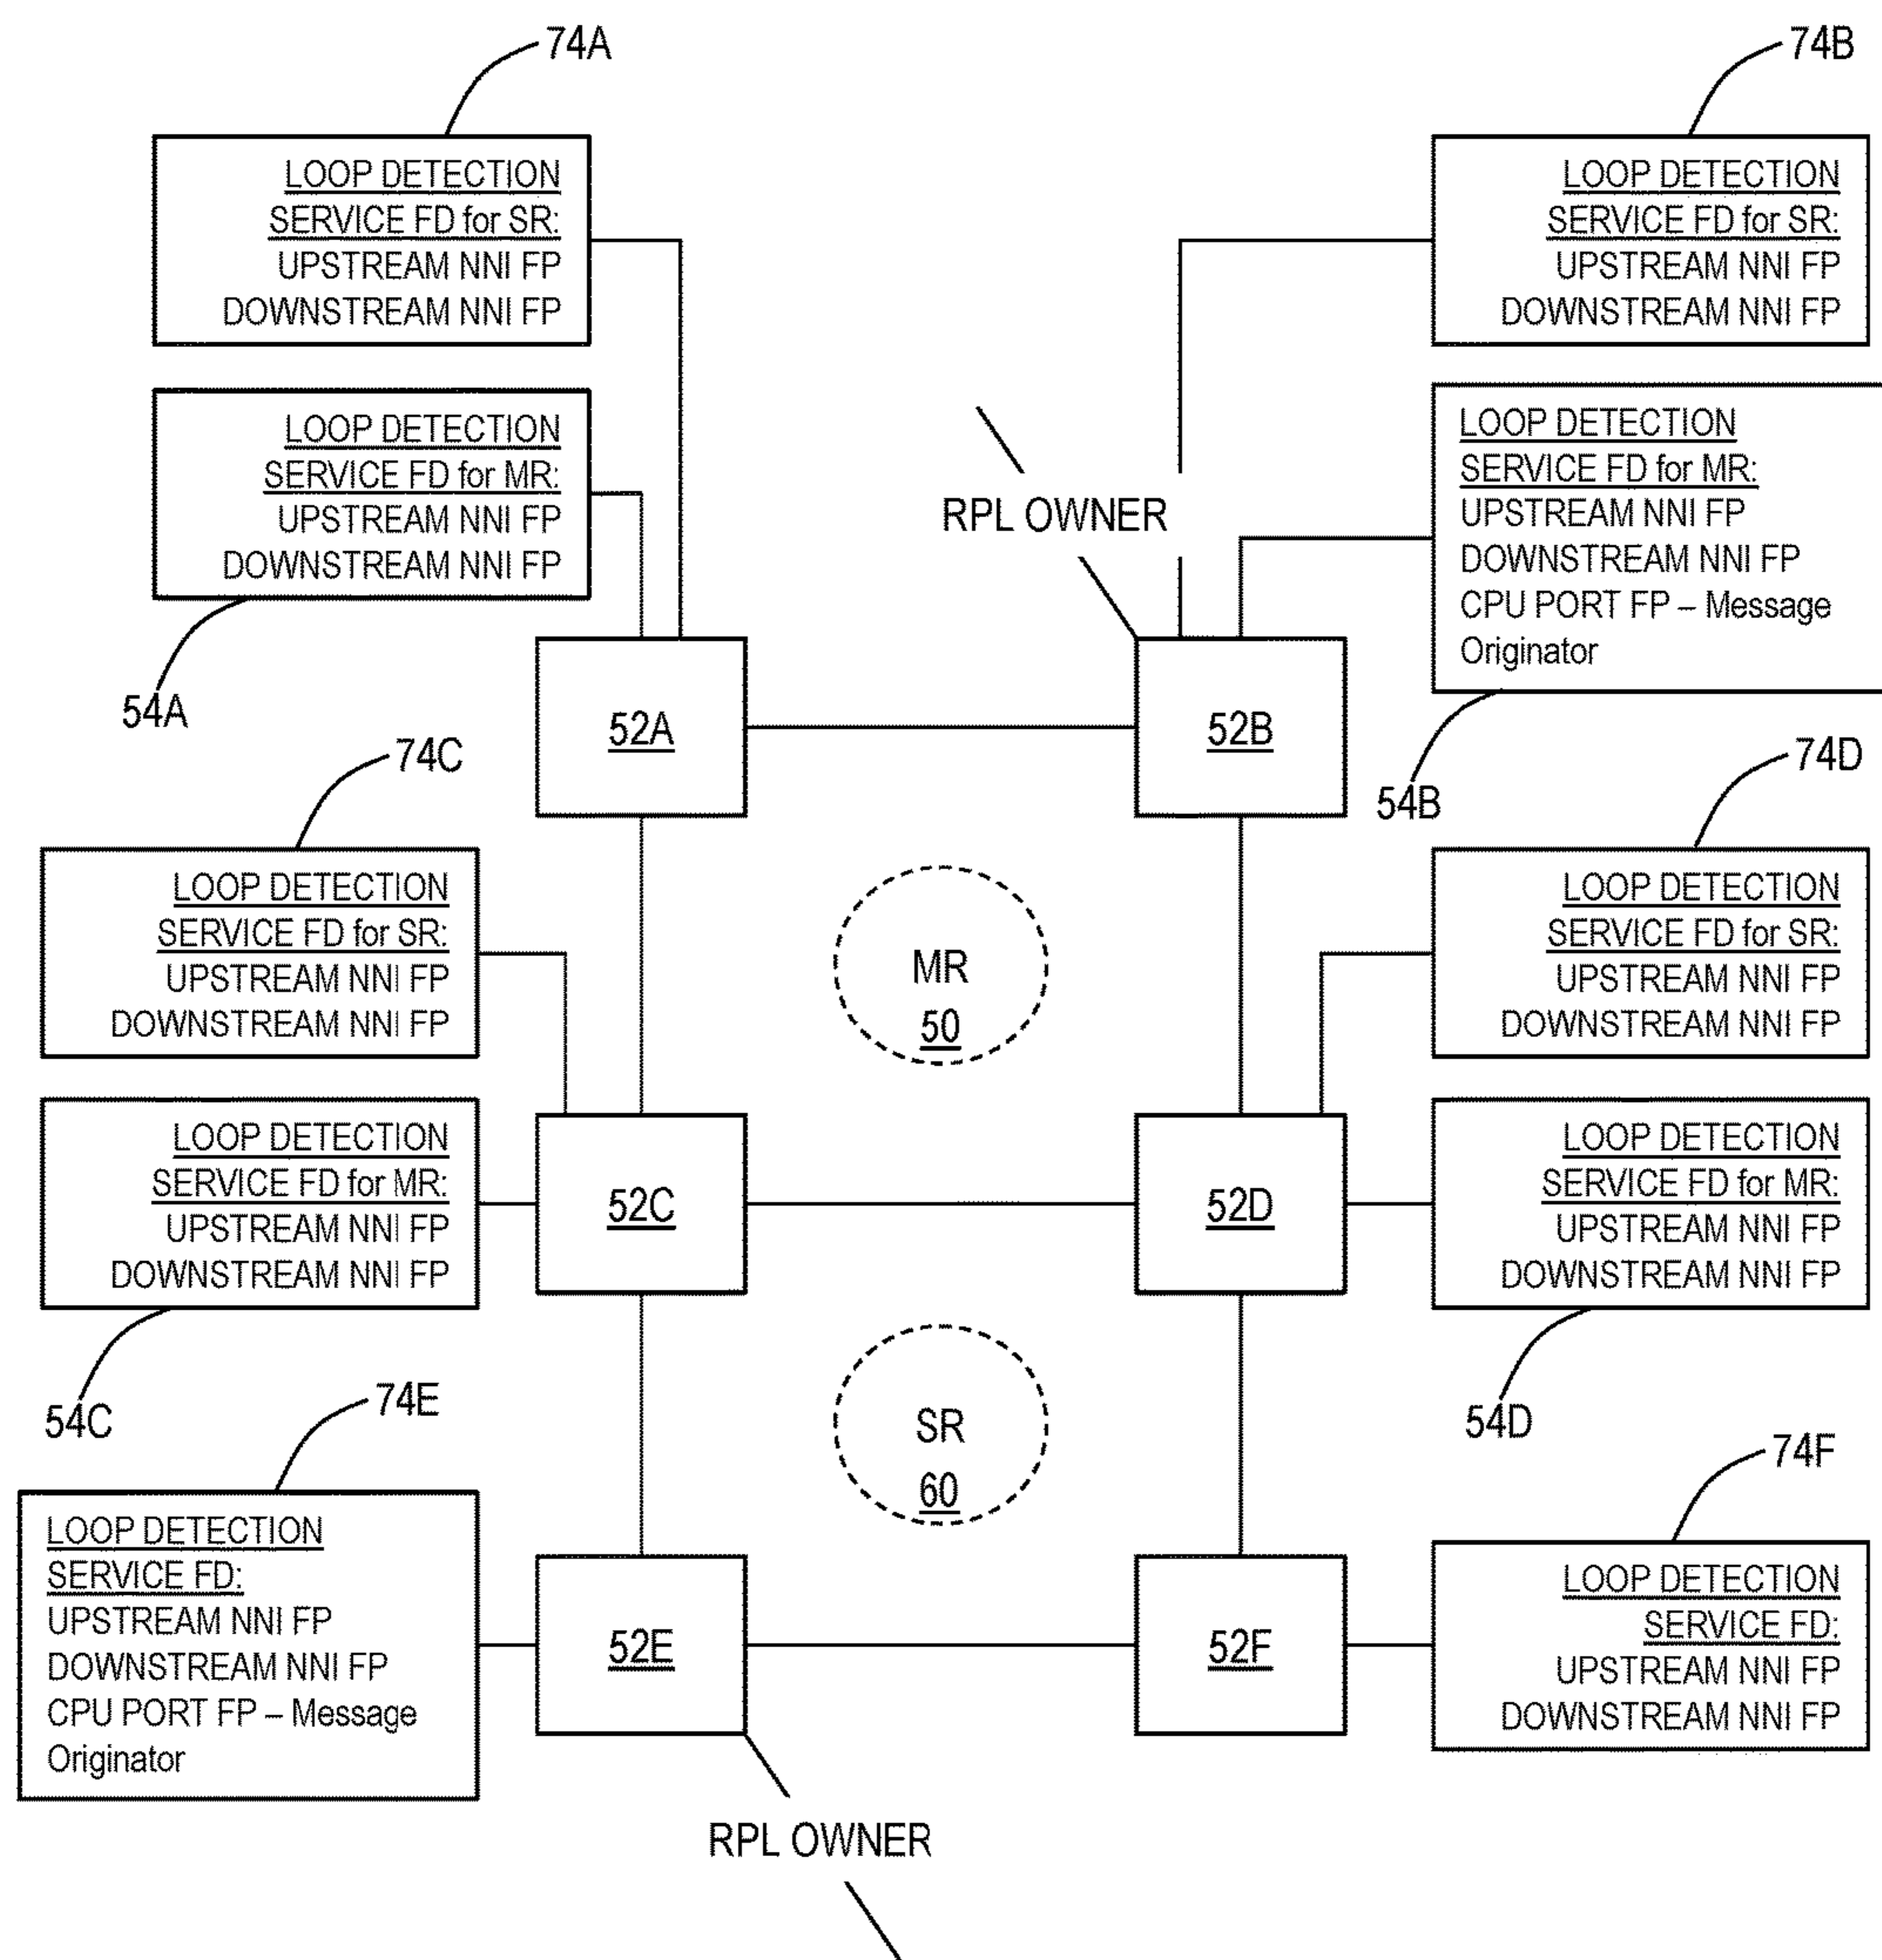 74A
74B
LOOP DETECTION
SERVICE FD for SR:
UPSTREAM NNI FP
DOWNSTREAM NNI FP
LOOP DETECTION
SERVICE FD for SR:
UPSTREAM NNI FP
DOWNSTREAM NNI FP
LOOP DETECTION
SERVICE FD for MR:
UPSTREAM NNI FP
DOWNSTREAM NNI FP
54A
RPL OWNER
LOOP DETECTION
SERVICE FD for MR:
UPSTREAM NNI FP
DOWNSTREAM NNI FP
CPU PORT FP – Message
Originator
54B
52A
52B
74C
74D
LOOP DETECTION
SERVICE FD for SR:
UPSTREAM NNI FP
DOWNSTREAM NNI FP
MR
50
LOOP DETECTION
SERVICE FD for SR:
UPSTREAM NNI FP
DOWNSTREAM NNI FP
LOOP DETECTION
SERVICE FD for MR:
UPSTREAM NNI FP
DOWNSTREAM NNI FP
54C
52C
52D
LOOP DETECTION
SERVICE FD for MR:
UPSTREAM NNI FP
DOWNSTREAM NNI FP
54D
74E
SR
60
74F
LOOP DETECTION
SERVICE FD:
UPSTREAM NNI FP
DOWNSTREAM NNI FP
CPU PORT FP – Message
Originator
52E
52F
LOOP DETECTION
SERVICE FD:
UPSTREAM NNI FP
DOWNSTREAM NNI FP
RPL OWNER